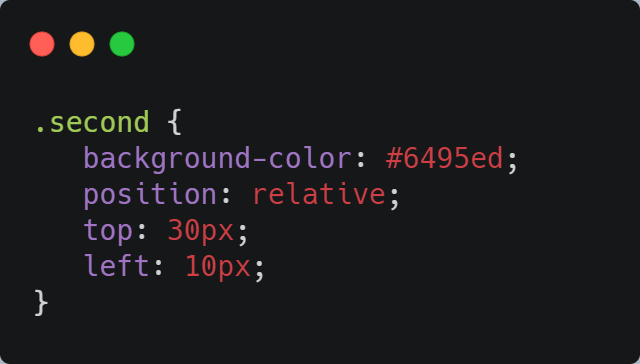 .second {
   background-color: #6495ed;
   position: relative;
   top: 30px;
   left: 10px;
}